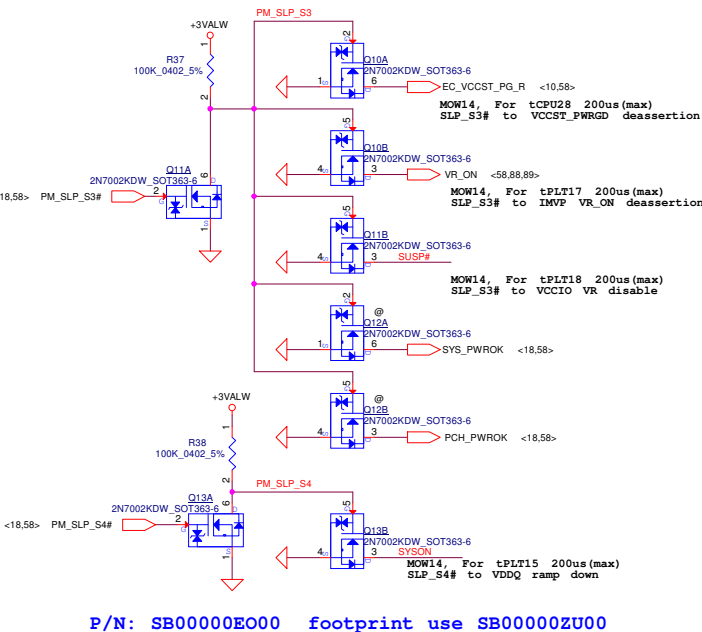 PM_SLP_S3
+3VALW
1
R37
100K_0402_5%
2
2
Q10A
2N7002KDW_SOT363-6
1
6
EC_VCCST_PG_R <10,58>
MOW14, For tCPU28 200us(max)
SLP_S3# to VCCST_PWRGD deassertion
5
Q10B
2N7002KDW_SOT363-6
4
3
VR_ON <58,88,89>
MOW14, For tPLT17 200us(max)
SLP_S3# to IMVP VR_ON deassertion
Q11A
2N7002KDW_SOT363-6
6
18,58> PM_SLP_S3#
2
1
5
Q11B
2N7002KDW_SOT363-6
4
3
SUSP#
MOW14, For tPLT18 200us(max)
SLP_S3# to VCCIO VR disable
2
@
Q12A
2N7002KDW_SOT363-6
1
6
SYS_PWROK <18,58>
5
@
Q12B
2N7002KDW_SOT363-6
4
3
PCH_PWROK <18,58>
+3VALW
1
R38
100K_0402_5%
2
PM_SLP_S4
Q13A
2N7002KDW_SOT363-6
6
<18,58> PM_SLP_S4#
2
1
5
Q13B
2N7002KDW_SOT363-6
4
3
SYSON
MOW14, For tPLT15 200us(max)
SLP_S4# to VDDQ ramp down
P/N: SB00000EO00 footprint use SB00000ZU00